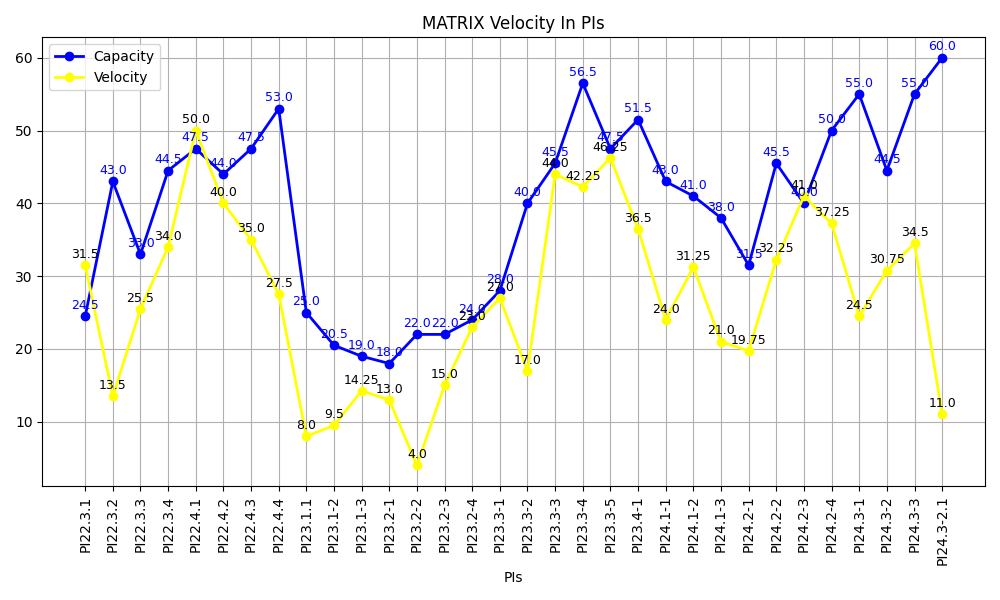 MATRIX Velocity In PIs
Capacity
Velocity
60
50
40
30
20
10
24.5
43.0
33.0
44.5
47.5
44.0
47.5
53.0
25.0
20.5
19.0
18.0
22.0
22.0
24.0
28.0
40.0
45.5
56.5
47.5
51.5
43.0
41.0
38.0
31.5
45.5
40.0
50.0
55.0
44.5
55.0
60.0
31.5
13.5
25.5
34.0
50.0
40.0
35.0
27.5
8.0
9.5
14.25
13.0
4.0
15.0
23.0
27.0
17.0
44.0
42.25
46.25
36.5
24.0
31.25
21.0
19.75
32.25
41.0
37.25
24.5
30.75
34.5
11.0
PI22.3.1
PI22.3.2
PI22.3.3
PI22.3.4
PI22.4.1
PI22.4.2
PI22.4.3
PI22.4.4
PI23.1.1
PI23.1-2
PI23.1-3
PI23.2-1
PI23.2-2
PI23.2-3
PI23.2-4
PI23.3-1
PI23.3-2
PI23.3-3
PI23.3-4
PI23.3-5
PI23.4-1
PI24.1-1
PI24.1-2
PI24.1-3
PI24.2-1
PI24.2-2
PI24.2-3
PI24.2-4
PI24.3-1
PI24.3-2
PI24.3-3
PI24.3-2.1
PIs